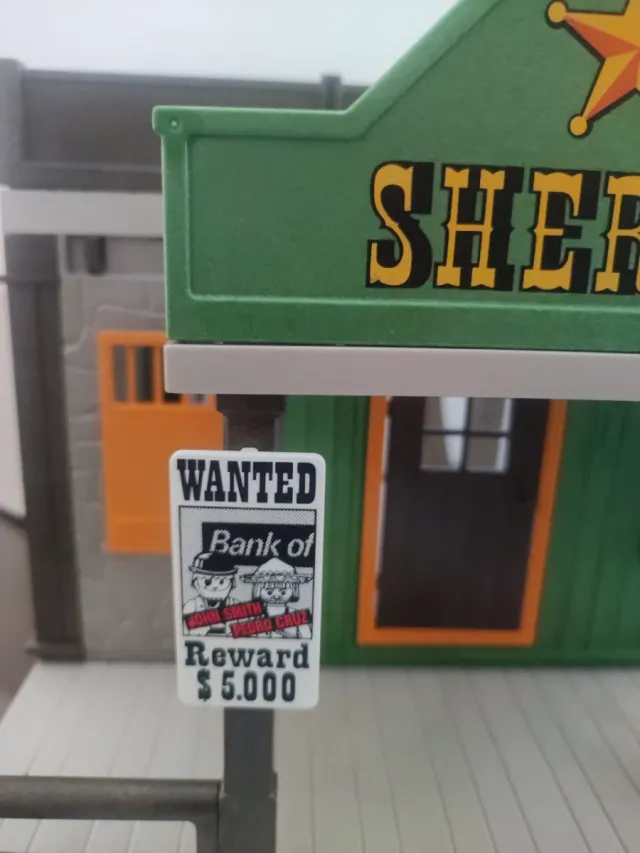 SHER
WANTED
Bank of
JOHN SMITH
PEDRO CRUZ
Reward
$ 5.000